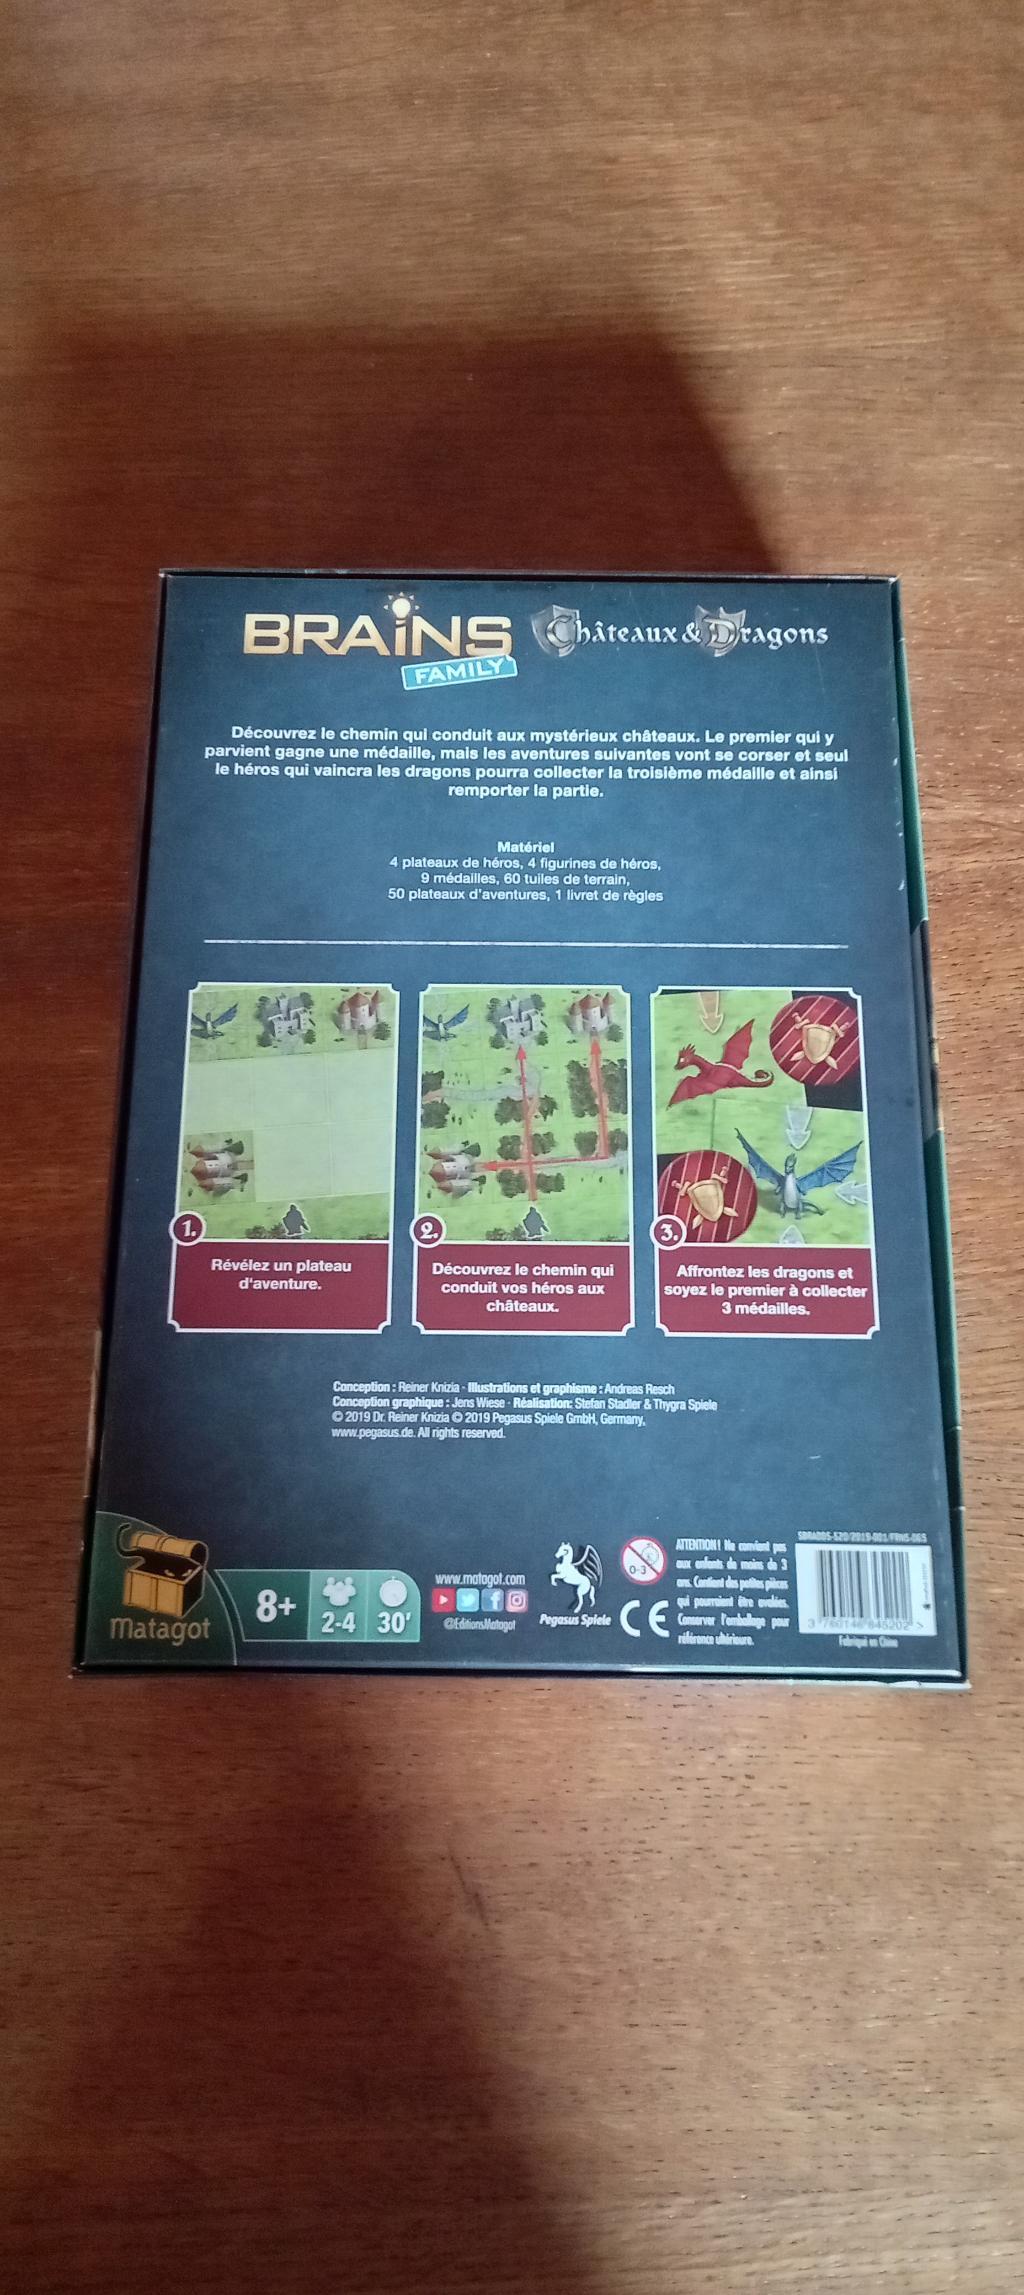 BRAiNS Châteaux & Dragons
FAMILY
Découvrez le chemin qui conduit aux mystérieux châteaux. Le premier qui y
parvient gagne une médaille, mais les aventures suivantes vont se corser et seul
le héros qui vaincra les dragons pourra collecter la troisième médaille et ainsi
remporter la partie.
Matériel
4 plateaux de héros, 4 figurines de héros,
9 médailles, 60 tuiles de terrain,
50 plateaux d'aventures, 1 livret de règles
1.
Révélez un plateau
d'aventure.
2.
Découvrez le chemin qui
conduit vos héros aux
châteaux.
3.
Affrontez les dragons et
soyez le premier à collecter
3 médailles.
Conception : Reiner Knizia - Illustrations et graphisme : Andreas Resch
Conception graphique : Jens Wiese - Réalisation: Stefan Stadler & Thygra Spiele
© 2019 Dr. Reiner Knizia © 2019 Pegasus Spiele GmbH, Germany,
www.pegasus.de. All rights reserved.
Matagot
8+
2-4
30'
www.matagot.com
@EditionsMatagot
Pegasus Spiele
0-3
CE
ATTENTION! Ne convient pas
aux enfants de moins de 3
ans. Contient des petites pièces
qui pourraient être avalées.
Conserver l'emballage pour
référence ultérieure.
Fabriqué en Chine